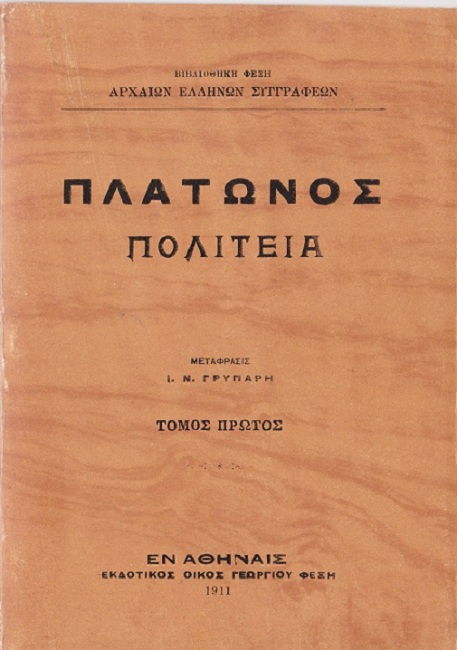 ΒΙΒΛΙΟΘΗΚΗ ΦΕΞΗ
ΑΡΧΑΙΩΝ ΕΛΛΗΝΩΝ ΣΥΓΓΡΑΦΕΩΝ
ΠΛΑΤΩΝΟΣ
ΠΟΛΙΤΕΙΑ
ΜΕΤΑΦΡΑΣΙΣ
Ι. Ν. ΓΡΥΠΑΡΗ
ΤΟΜΟΣ ΠΡΩΤΟΣ
ΕΝ ΑΘΗΝΑΙΣ
ΕΚΔΟΤΙΚΟΣ ΟΙΚΟΣ ΓΕΩΡΓΙΟΥ ΦΕΞΗ
1911